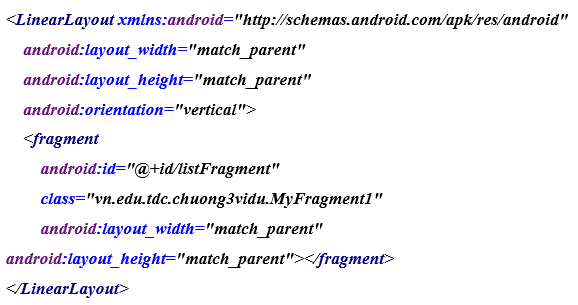 <LinearLayout xmlns:android="http://schemas.android.com/apk/res/android"
android:layout_width="match_parent"
android:layout_height="match_parent"
android:orientation="vertical">
<fragment
android:id="@+id/listFragment"
class="vn.edu.tdc.chuong3vidu.MyFragment1"
android:layout_width="match_parent"
android:layout_height="match_parent"></fragment>
</LinearLayout>